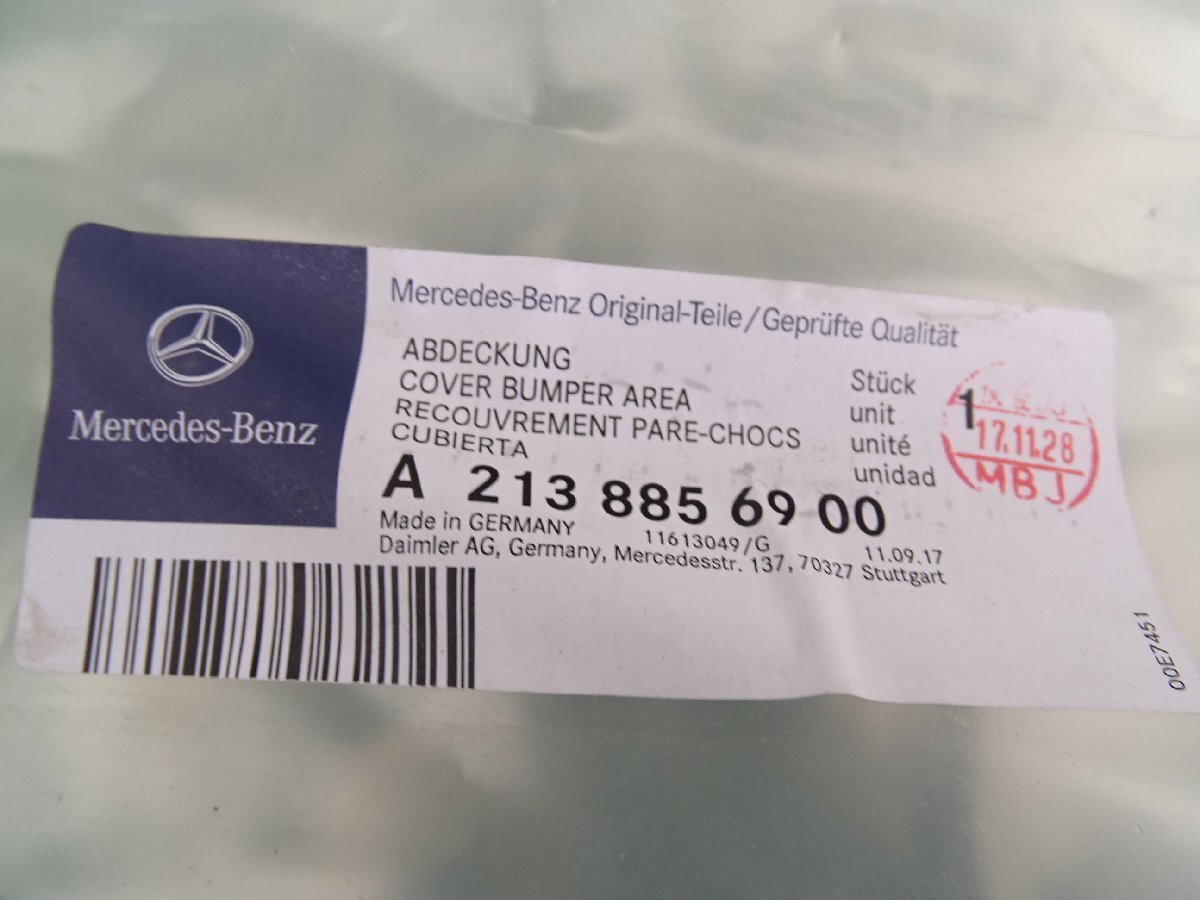 Mercedes-Benz
Mercedes-Benz Original-Teile/Geprüfte Qualität
ABDECKUNG
COVER BUMPER AREA
RECOUVREMENT PARE-CHOCS
CUBIERTA
Stück
unit
unité
unidad
1
17.11.28
MBJ
A 213 885 69 00
Made in GERMANY 11613049/G 11.09.17
Daimler AG, Germany, Mercedesstr. 137, 70327 Stuttgart
00E7451